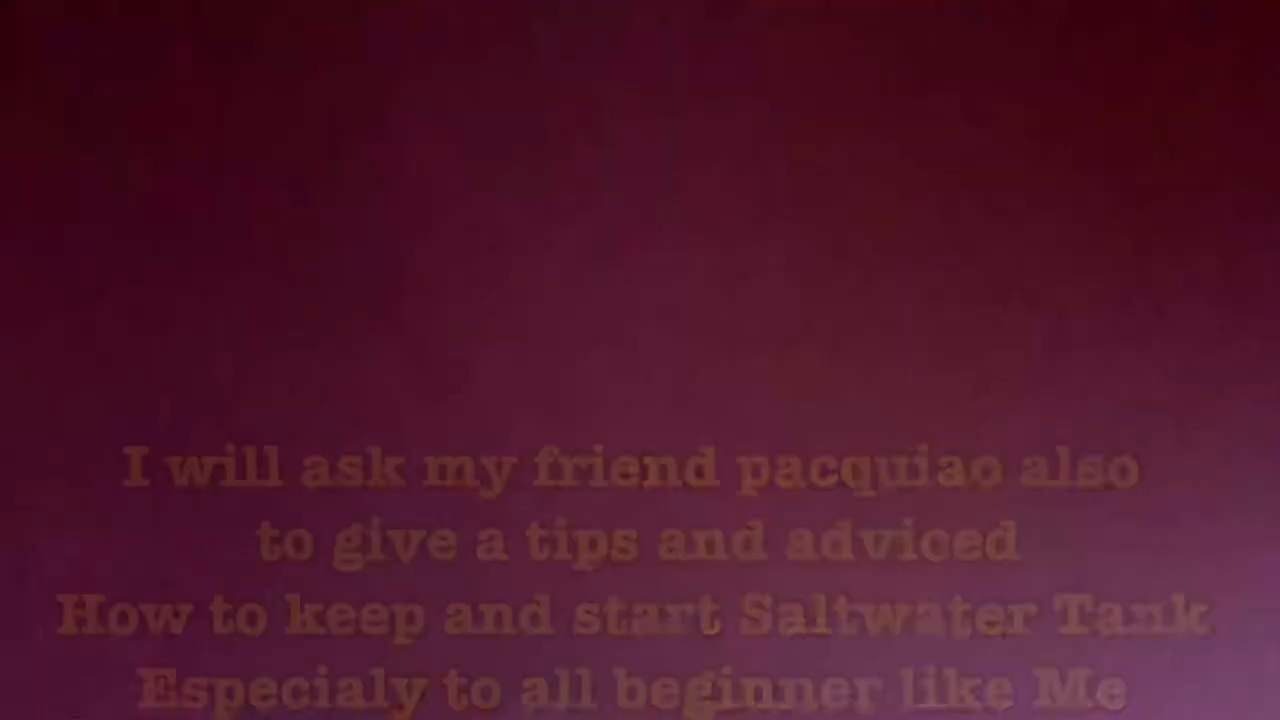 I will ask my friend pacquiao also
to give a tips and adviced
How to keep and start Saltwater Tank
Especialy to all beginner like Me